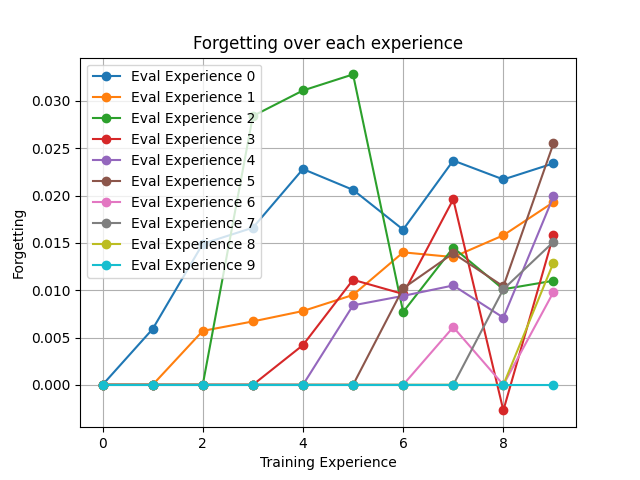 Forgetting over each experience
Eval Experience 0
Eval Experience 1
Eval Experience 2
Eval Experience 3
Eval Experience 4
Eval Experience 5
Eval Experience 6
Eval Experience 7
Eval Experience 8
Eval Experience 9
Forgetting
0.030
0.025
0.020
0.015
0.010
0.005
0.000
0 2 4 6 8
Training Experience